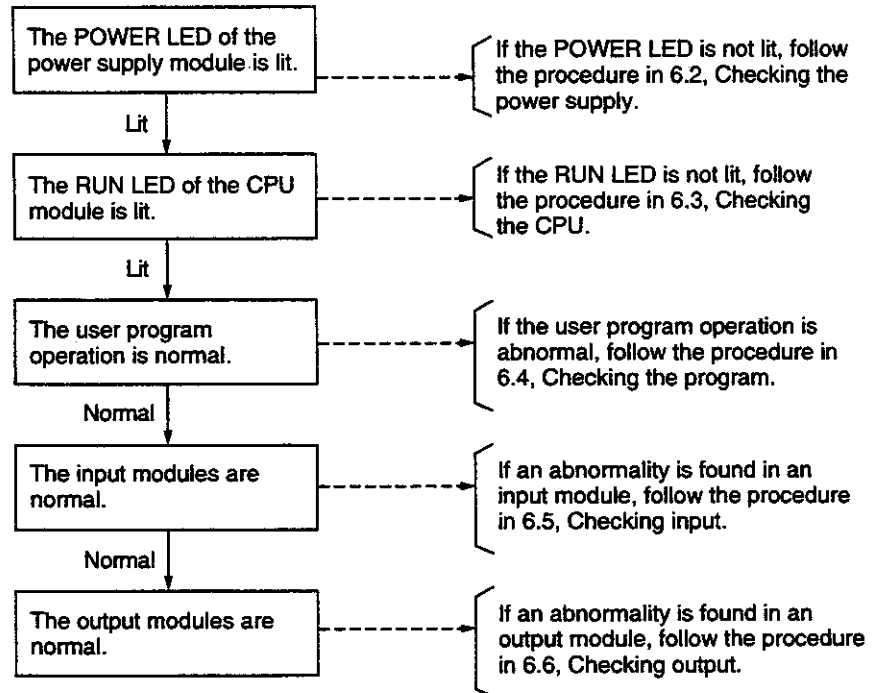 The POWER LED of the
power supply module is lit.
If the POWER LED is not lit, follow
the procedure in 6.2, Checking the
power supply.
Lit
The RUN LED of the CPU
module is lit.
If the RUN LED is not lit, follow
the procedure in 6.3, Checking
the CPU.
Lit
The user program
operation is normal.
If the user program operation is
abnormal, follow the procedure in
6.4, Checking the program.
Normal
The input modules are
normal.
If an abnormality is found in an
input module, follow the procedure
in 6.5, Checking input.
Normal
The output modules are
normal.
If an abnormality is found in an
output module, follow the procedure
in 6.6, Checking output.